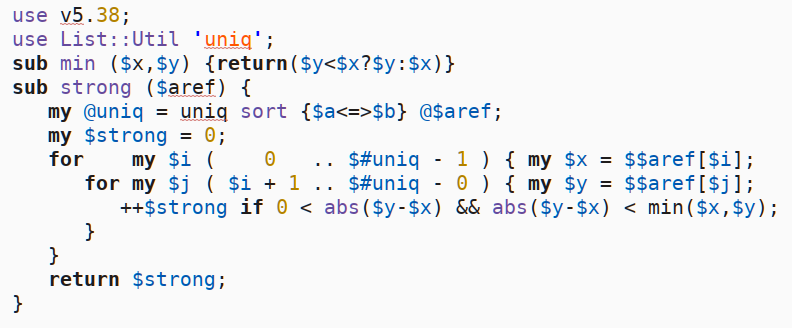 use v5.38;
use List::Util 'uniq';
sub min ($x,$y) {return($y<$x?$y:$x)}
sub strong ($aref) {
   my @uniq = uniq sort {$a<=>$b} @$aref;
   my $strong = 0;
   for    my $i (    0   .. $#uniq - 1 ) { my $x = $$aref[$i];
      for my $j ( $i + 1 .. $#uniq - 0 ) { my $y = $$aref[$j];
         ++$strong if 0 < abs($y-$x) && abs($y-$x) < min($x,$y);
      }
   }
   return $strong;
}